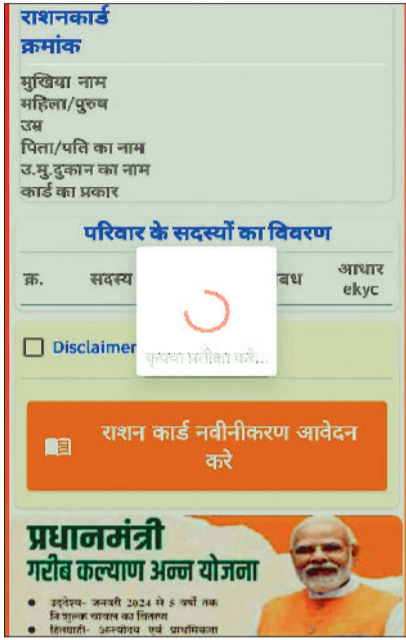 राशनकार्ड
क्रमांक
मुखिया नाम
महिला/पुरुष
उम्र
पिता/पति का नाम
उ.मु.दुकान का नाम
कार्ड का प्रकार
परिवार के सदस्यों का विवरण
क्र. सदस्य बध आधार
ekyc
Disclaimer
कृपया प्रतीक्षा करे...
राशन कार्ड नवीनीकरण आवेदन
करे
प्रधानमंत्री
गरीब कल्याण अन्न योजना
उद्देश्य- जनवरी 2024 से 5 वर्षो तक
निःशुल्क चावल का वितरण
हितग्राही- अन्त्योदय एवं प्राथमिकता